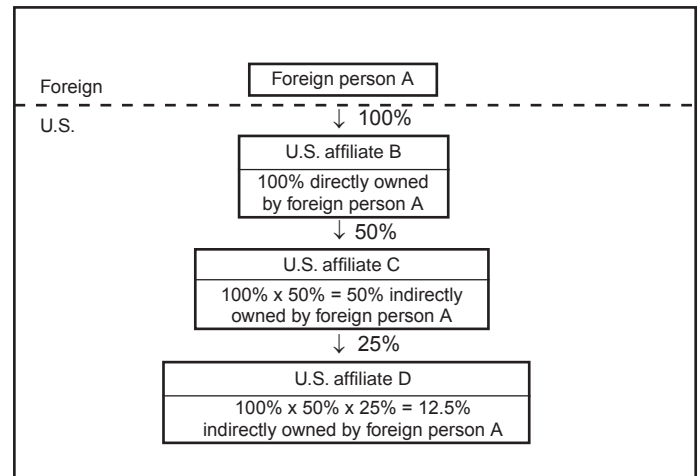 Foreign person A
Foreign
↓ 100%
U.S.
U.S. affiliate B
100% directly owned
by foreign person A
↓ 50%
U.S. affiliate C
100% x 50% = 50% indirectly
owned by foreign person A
↓ 25%
U.S. affiliate D
100% x 50% x 25% = 12.5%
indirectly owned by foreign person A